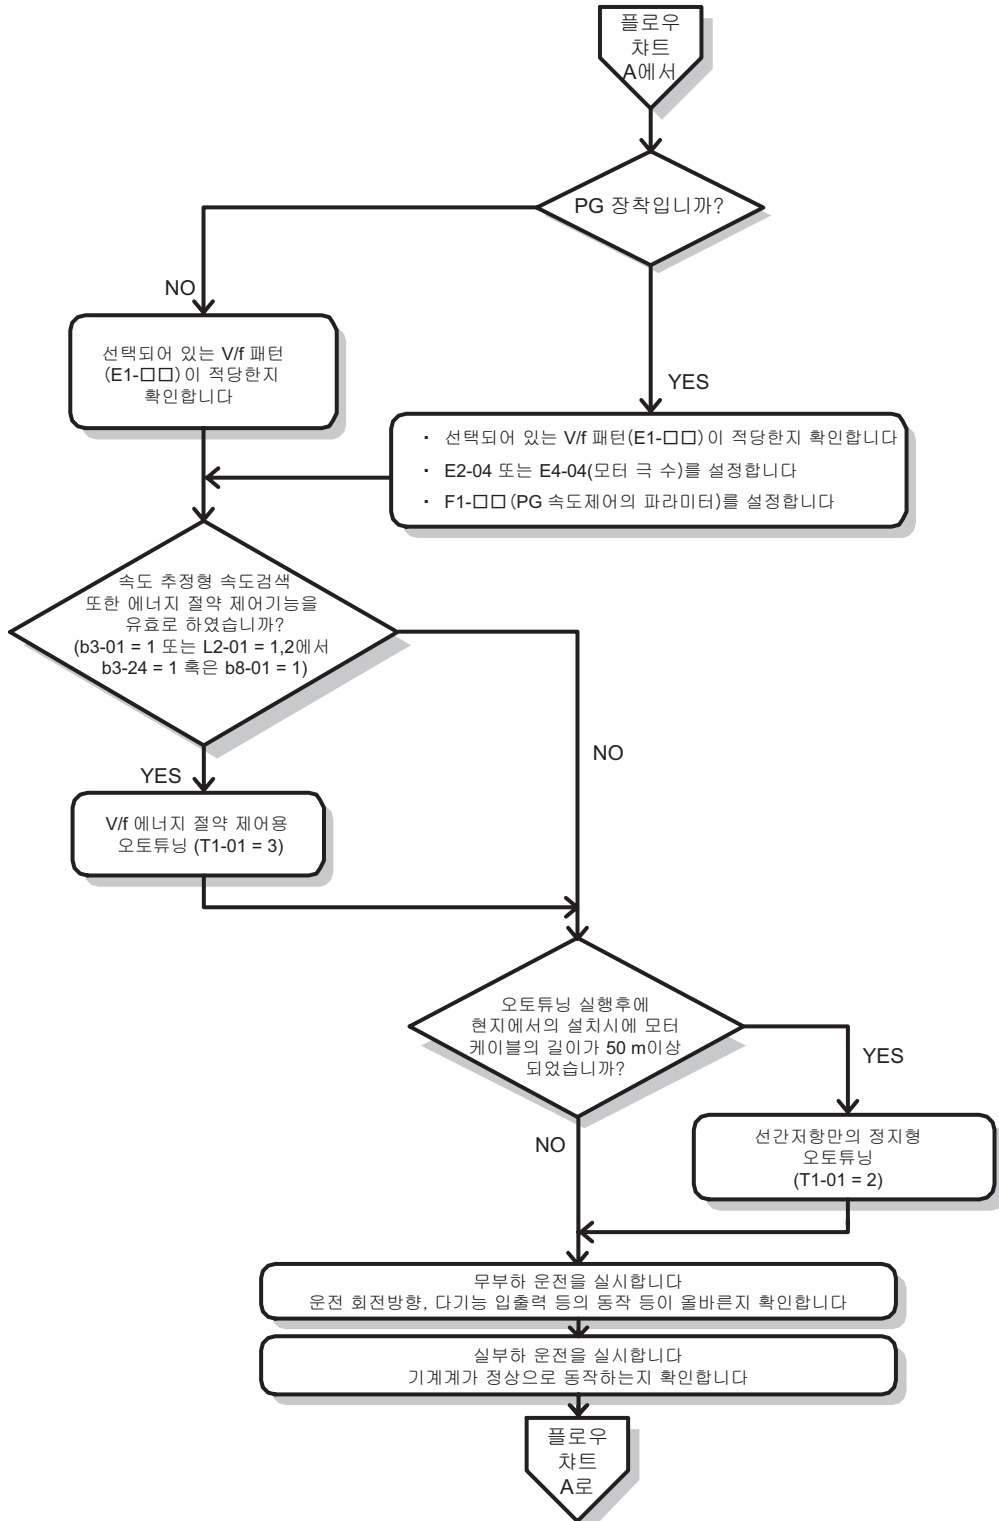 플로우
챠트
A에서
PG 장착입니까?
NO
선택되어 있는 V/f 패턴
(E1-□□)이 적당한지
확인합니다
YES
· 선택되어 있는 V/f 패턴(E1-□□)이 적당한지 확인합니다
· E2-04 또는 E4-04(모터 극 수)를 설정합니다
· F1-□□(PG 속도제어의 파라미터)를 설정합니다
속도 추정형 속도검색
또한 에너지 절약 제어기능을
유효로 하였습니까?
(b3-01 = 1 또는 L2-01 = 1,2에서
b3-24 = 1 혹은 b8-01 = 1)
NO
YES
V/f 에너지 절약 제어용
오토튜닝 (T1-01 = 3)
오토튜닝 실행후에
현지에서의 설치시에 모터
케이블의 길이가 50 m이상
되었습니까?
YES
NO
선간저항만의 정지형
오토튜닝
(T1-01 = 2)
무부하 운전을 실시합니다
운전 회전방향, 다기능 입출력 등의 동작 등이 올바른지 확인합니다
실부하 운전을 실시합니다
기계계가 정상으로 동작하는지 확인합니다
플로우
챠트
A로